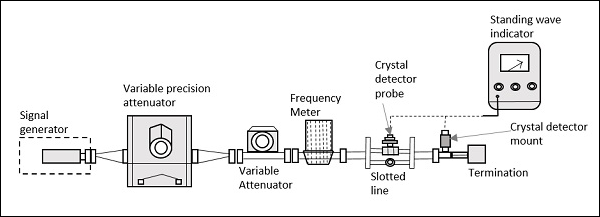 Signal
generator
Variable precision
attenuator
Variable
Attenuator
Frequency
Meter
Crystal
detector
probe
Slotted
line
Standing wave
indicator
Crystal detector
mount
Termination